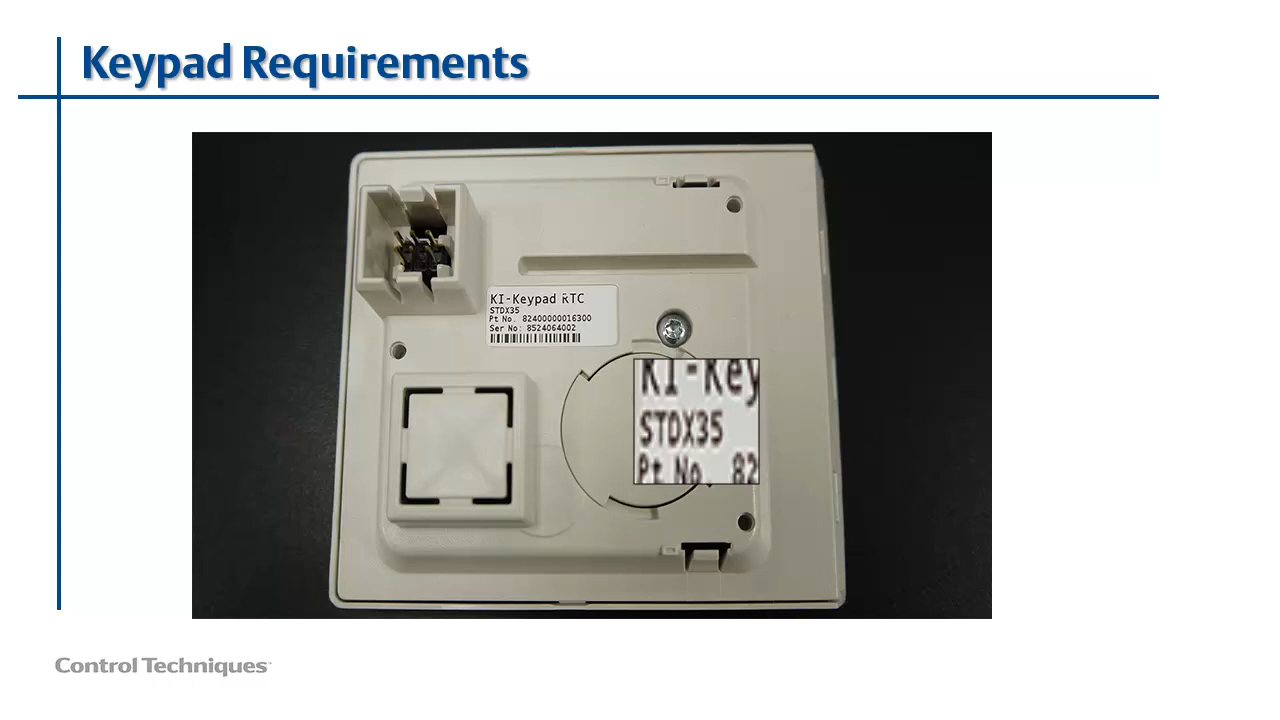 Keypad Requirements
KI-Keypad RTC
STDX35
Pt No. 82400000016300
Ser No: 8524064002
KI-Key
STDX35
Pt No. 82
Control Techniques